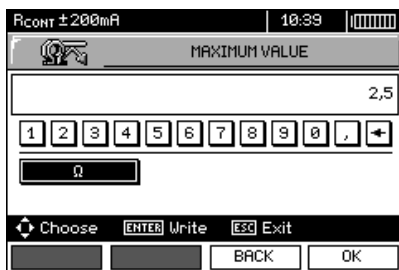 RCONT ±200mA 10:39
MAXIMUM VALUE
2,5
1 2 3 4 5 6 7 8 9 0 , ←
Ω
Choose ENTER Write ESC Exit
BACK OK